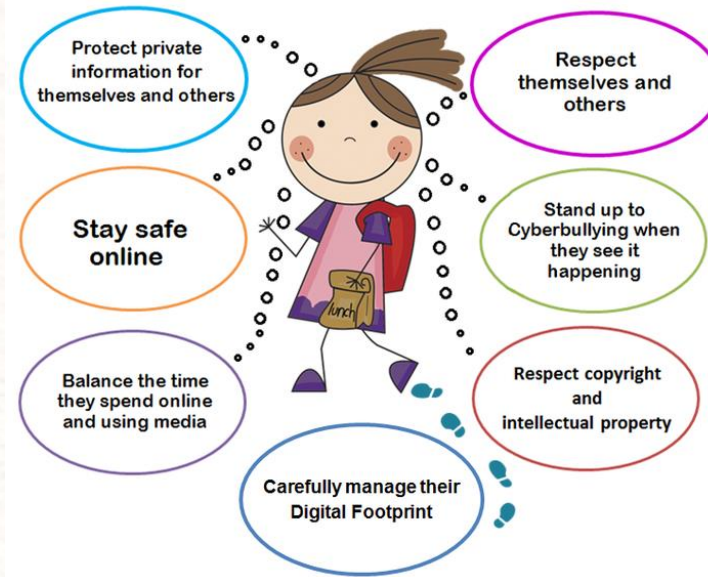 Protect private
information for
themselves and others
Respect
themselves and
others
Stay safe
online
Stand up to
Cyberbullying when
they see it
happening
lunch
Balance the time
they spend online
and using media
Respect copyright
and
intellectual property
Carefully manage their
Digital Footprint